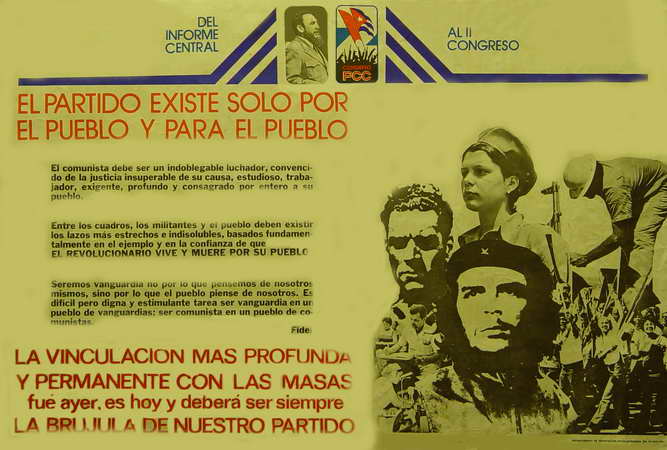 DEL
INFORME
CENTRAL
AL II
CONGRESO
CONGRESO
PCC
EL PARTIDO EXISTE SOLO POR
EL PUEBLO Y PARA EL PUEBLO
El comunista debe ser un indoblegable luchador, convenci-
do de la justicia insuperable de su causa, estudioso, traba-
jador, exigente, profundo y consagrado por entero a su
pueblo.
Entre los cuadros, los militantes y el pueblo deben existir
los lazos más estrechos e indisolubles, basados fundamen-
talmente en el ejemplo y en la confianza de que
EL REVOLUCIONARIO VIVE Y MUERE POR SU PUEBLO
Seremos vanguardia no por lo que pensemos de nosotros
mismos, sino por lo que el pueblo piense de nosotros. Es
difícil pero digna y estimulante tarea ser vanguardia en un
pueblo de vanguardias; ser comunista en un pueblo de co-
munistas.
Fidel
LA VINCULACION MAS PROFUNDA
Y PERMANENTE CON LAS MASAS
fué ayer, es hoy y deberá ser siempre
LA BRUJULA DE NUESTRO PARTIDO